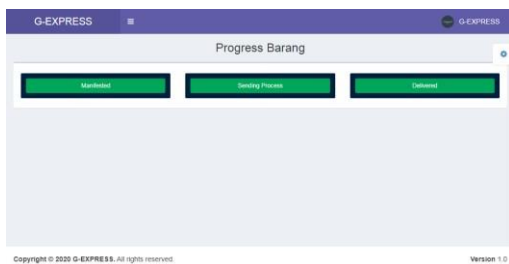 G-EXPRESS
G-EXPRESS
Progress Barang
Manifested
Sending Process
Delivered
Copyright © 2020 G-EXPRESS. All rights reserved.
Version 1.0